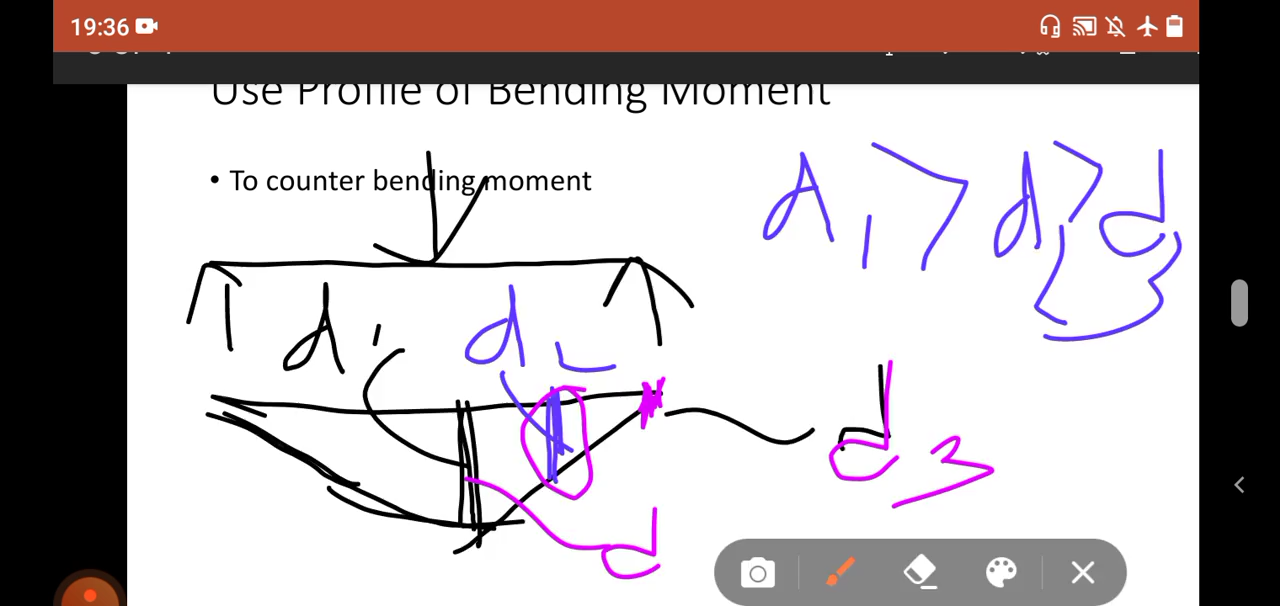 19:36
Use Profile of Bending Moment
• To counter bending moment
d1 > d2 > d3
d1 d2
d3
d